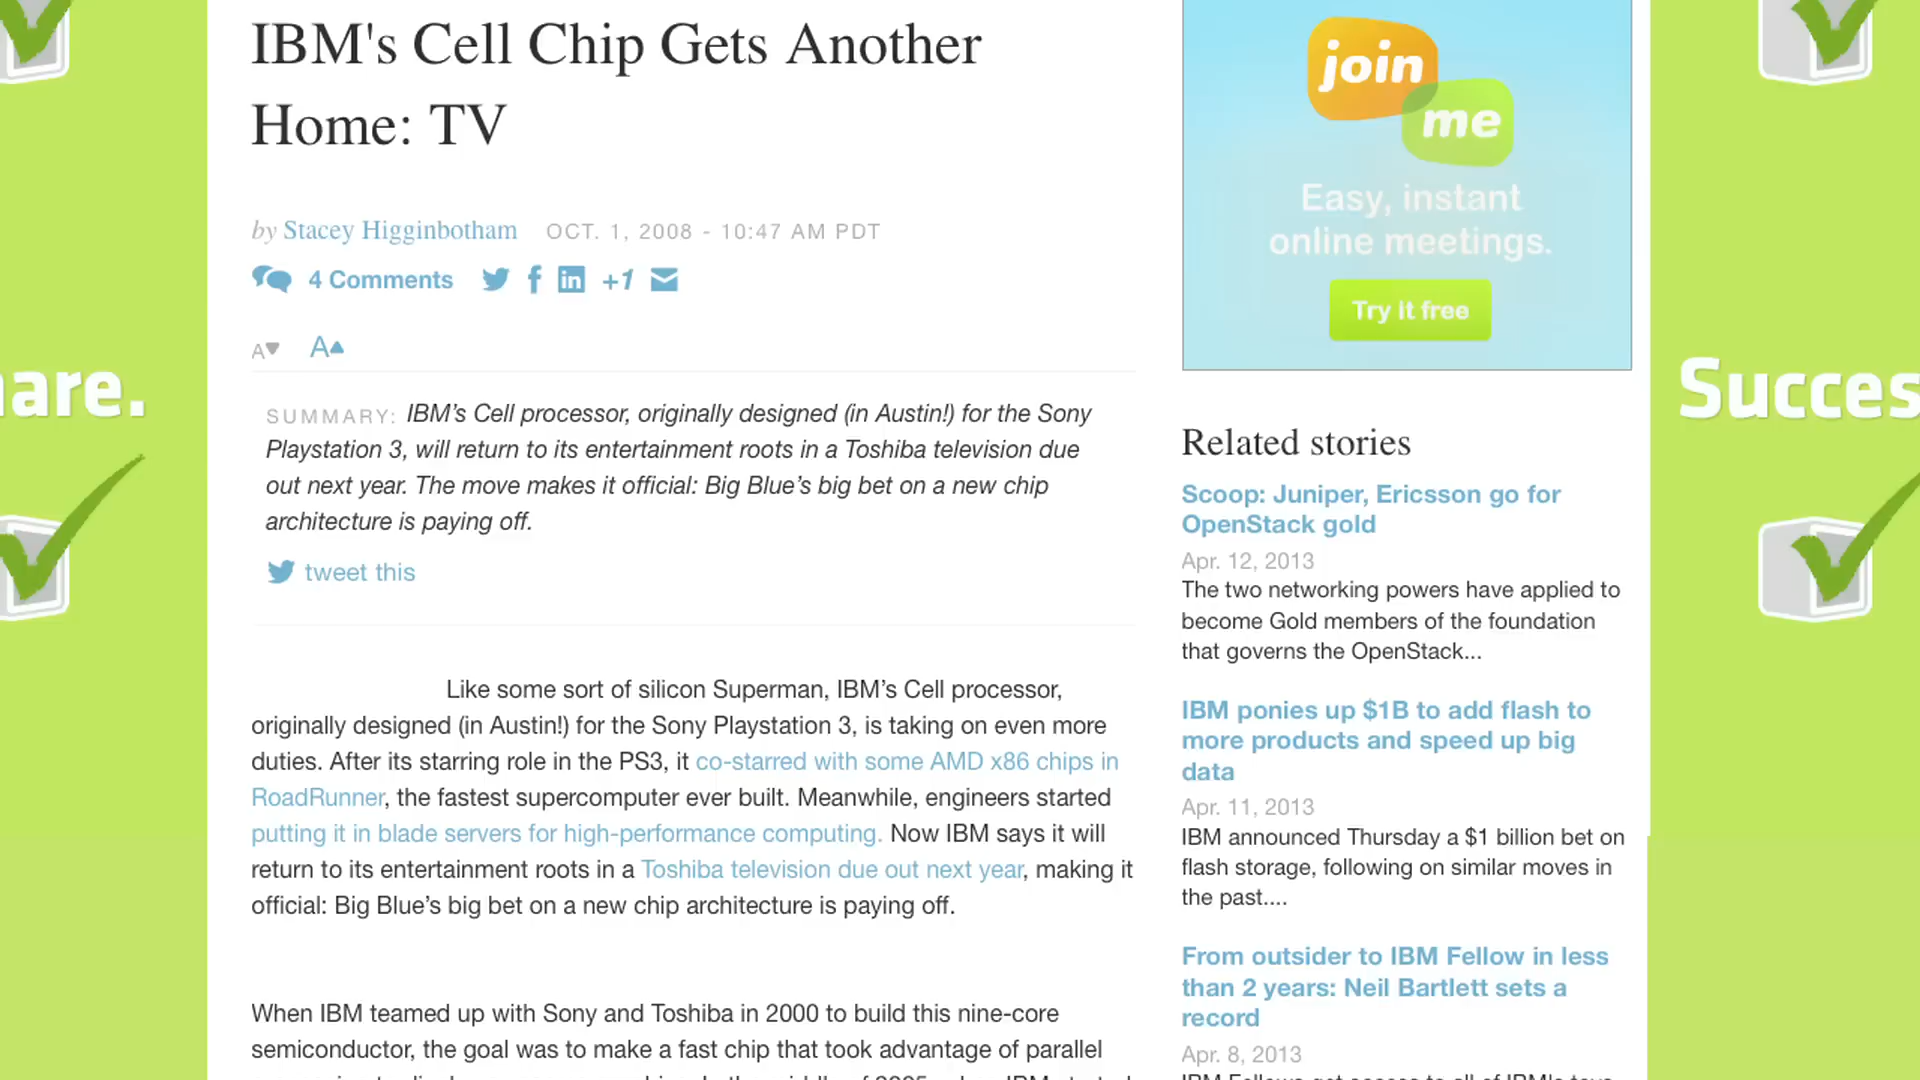 IBM's Cell Chip Gets Another
Home: TV
by Stacey Higginbotham OCT. 1, 2008 - 10:47 AM PDT
4 Comments +1
A▼ A▲
SUMMARY: IBM’s Cell processor, originally designed (in Austin!) for the Sony
Playstation 3, will return to its entertainment roots in a Toshiba television due
out next year. The move makes it official: Big Blue’s big bet on a new chip
architecture is paying off.
tweet this
Like some sort of silicon Superman, IBM’s Cell processor,
originally designed (in Austin!) for the Sony Playstation 3, is taking on even more
duties. After its starring role in the PS3, it co-starred with some AMD x86 chips in
RoadRunner, the fastest supercomputer ever built. Meanwhile, engineers started
putting it in blade servers for high-performance computing. Now IBM says it will
return to its entertainment roots in a Toshiba television due out next year, making it
official: Big Blue’s big bet on a new chip architecture is paying off.
When IBM teamed up with Sony and Toshiba in 2000 to build this nine-core
semiconductor, the goal was to make a fast chip that took advantage of parallel
join
me
Easy, instant
online meetings.
Try it free
Related stories
Scoop: Juniper, Ericsson go for
OpenStack gold
Apr. 12, 2013
The two networking powers have applied to
become Gold members of the foundation
that governs the OpenStack...
IBM ponies up $1B to add flash to
more products and speed up big
data
Apr. 11, 2013
IBM announced Thursday a $1 billion bet on
flash storage, following on similar moves in
the past....
From outsider to IBM Fellow in less
than 2 years: Neil Bartlett sets a
record
Apr. 8, 2013
are.
Succes